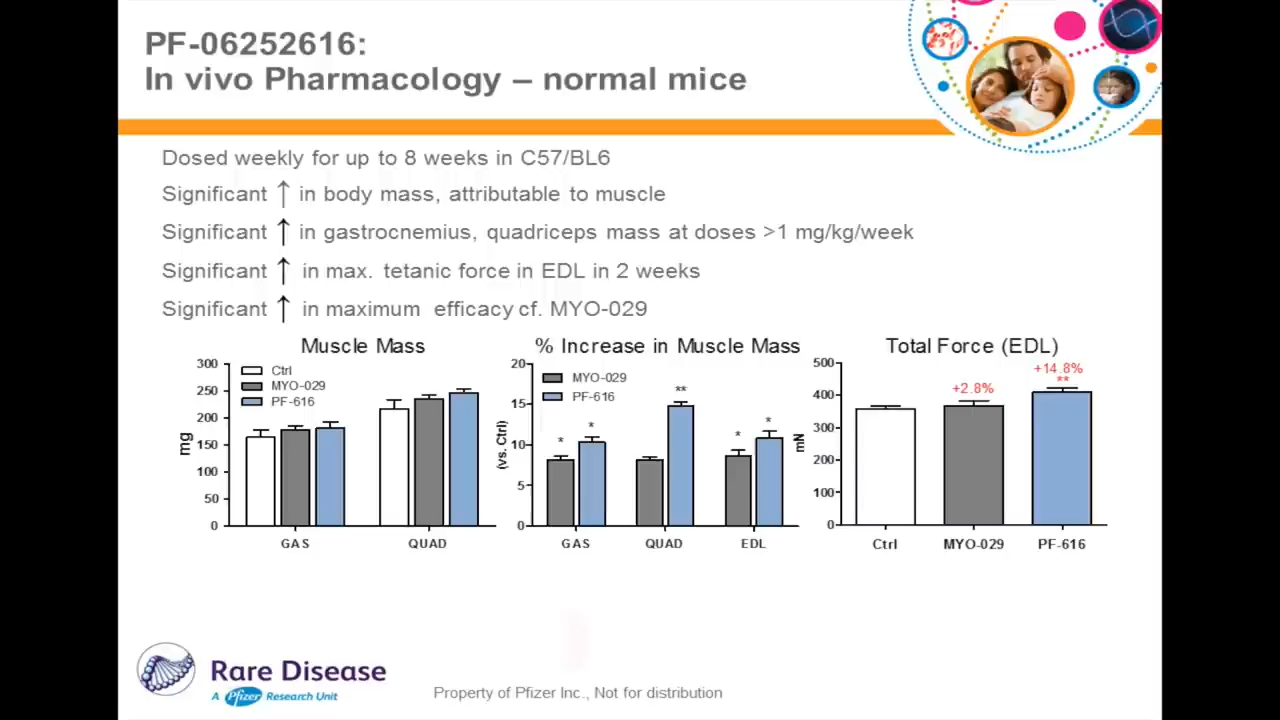 PF-06252616:
In vivo Pharmacology – normal mice
Dosed weekly for up to 8 weeks in C57/BL6
Significant ↑ in body mass, attributable to muscle
Significant ↑ in gastrocnemius, quadriceps mass at doses >1 mg/kg/week
Significant ↑ in max. tetanic force in EDL in 2 weeks
Significant ↑ in maximum efficacy cf. MYO-029
Muscle Mass
300
250
200
150
100
50
0
mg
Ctrl
MYO-029
PF-616
GAS QUAD
% Increase in Muscle Mass
20
15
10
5
0
(vs. Ctrl)
MYO-029
PF-616
* * ** * *
GAS QUAD EDL
Total Force (EDL)
500
400
300
200
100
0
mN
+2.8%
+14.8%
**
Ctrl MYO-029 PF-616
Rare Disease
A Pfizer Research Unit
Property of Pfizer Inc., Not for distribution